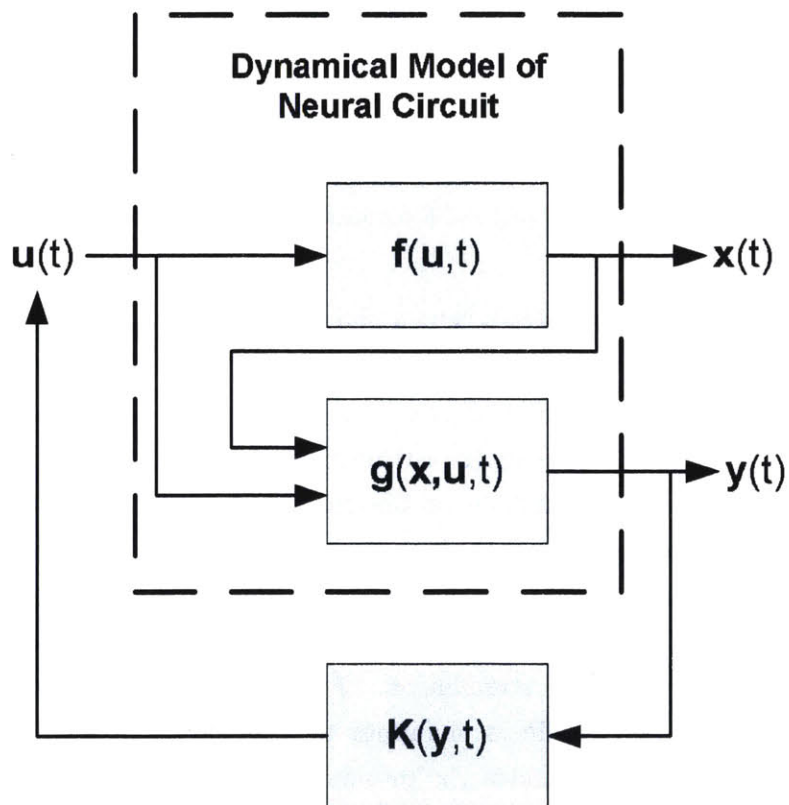 Dynamical Model of
Neural Circuit
u(t)
f(u,t)
x(t)
g(x,u,t)
y(t)
K(y,t)